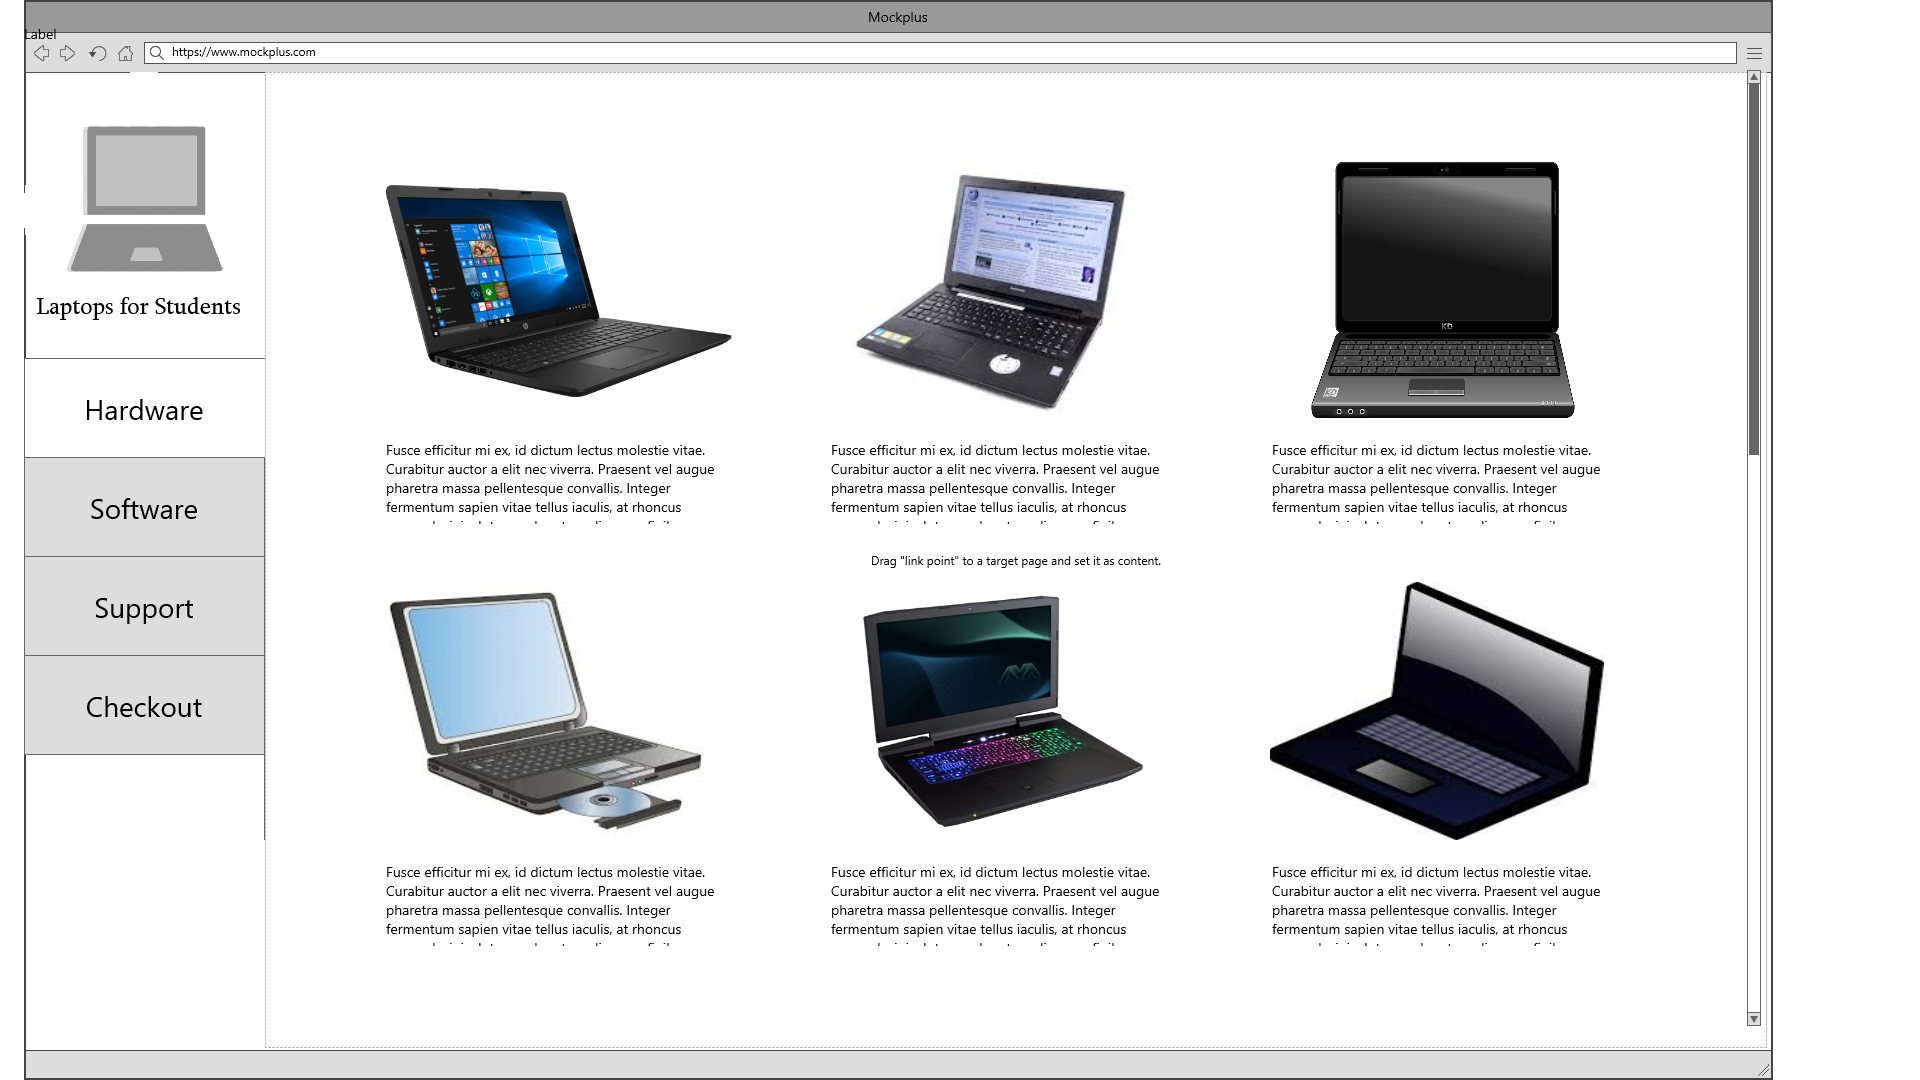 Mockplus
Label
https://www.mockplus.com
Laptops for Students
Hardware
Software
Support
Checkout
Fusce efficitur mi ex, id dictum lectus molestie vitae.
Curabitur auctor a elit nec viverra. Praesent vel augue
pharetra massa pellentesque convallis. Integer
fermentum sapien vitae tellus iaculis, at rhoncus
Fusce efficitur mi ex, id dictum lectus molestie vitae.
Curabitur auctor a elit nec viverra. Praesent vel augue
pharetra massa pellentesque convallis. Integer
fermentum sapien vitae tellus iaculis, at rhoncus
Fusce efficitur mi ex, id dictum lectus molestie vitae.
Curabitur auctor a elit nec viverra. Praesent vel augue
pharetra massa pellentesque convallis. Integer
fermentum sapien vitae tellus iaculis, at rhoncus
Drag "link point" to a target page and set it as content.
Fusce efficitur mi ex, id dictum lectus molestie vitae.
Curabitur auctor a elit nec viverra. Praesent vel augue
pharetra massa pellentesque convallis. Integer
fermentum sapien vitae tellus iaculis, at rhoncus
Fusce efficitur mi ex, id dictum lectus molestie vitae.
Curabitur auctor a elit nec viverra. Praesent vel augue
pharetra massa pellentesque convallis. Integer
fermentum sapien vitae tellus iaculis, at rhoncus
Fusce efficitur mi ex, id dictum lectus molestie vitae.
Curabitur auctor a elit nec viverra. Praesent vel augue
pharetra massa pellentesque convallis. Integer
fermentum sapien vitae tellus iaculis, at rhoncus